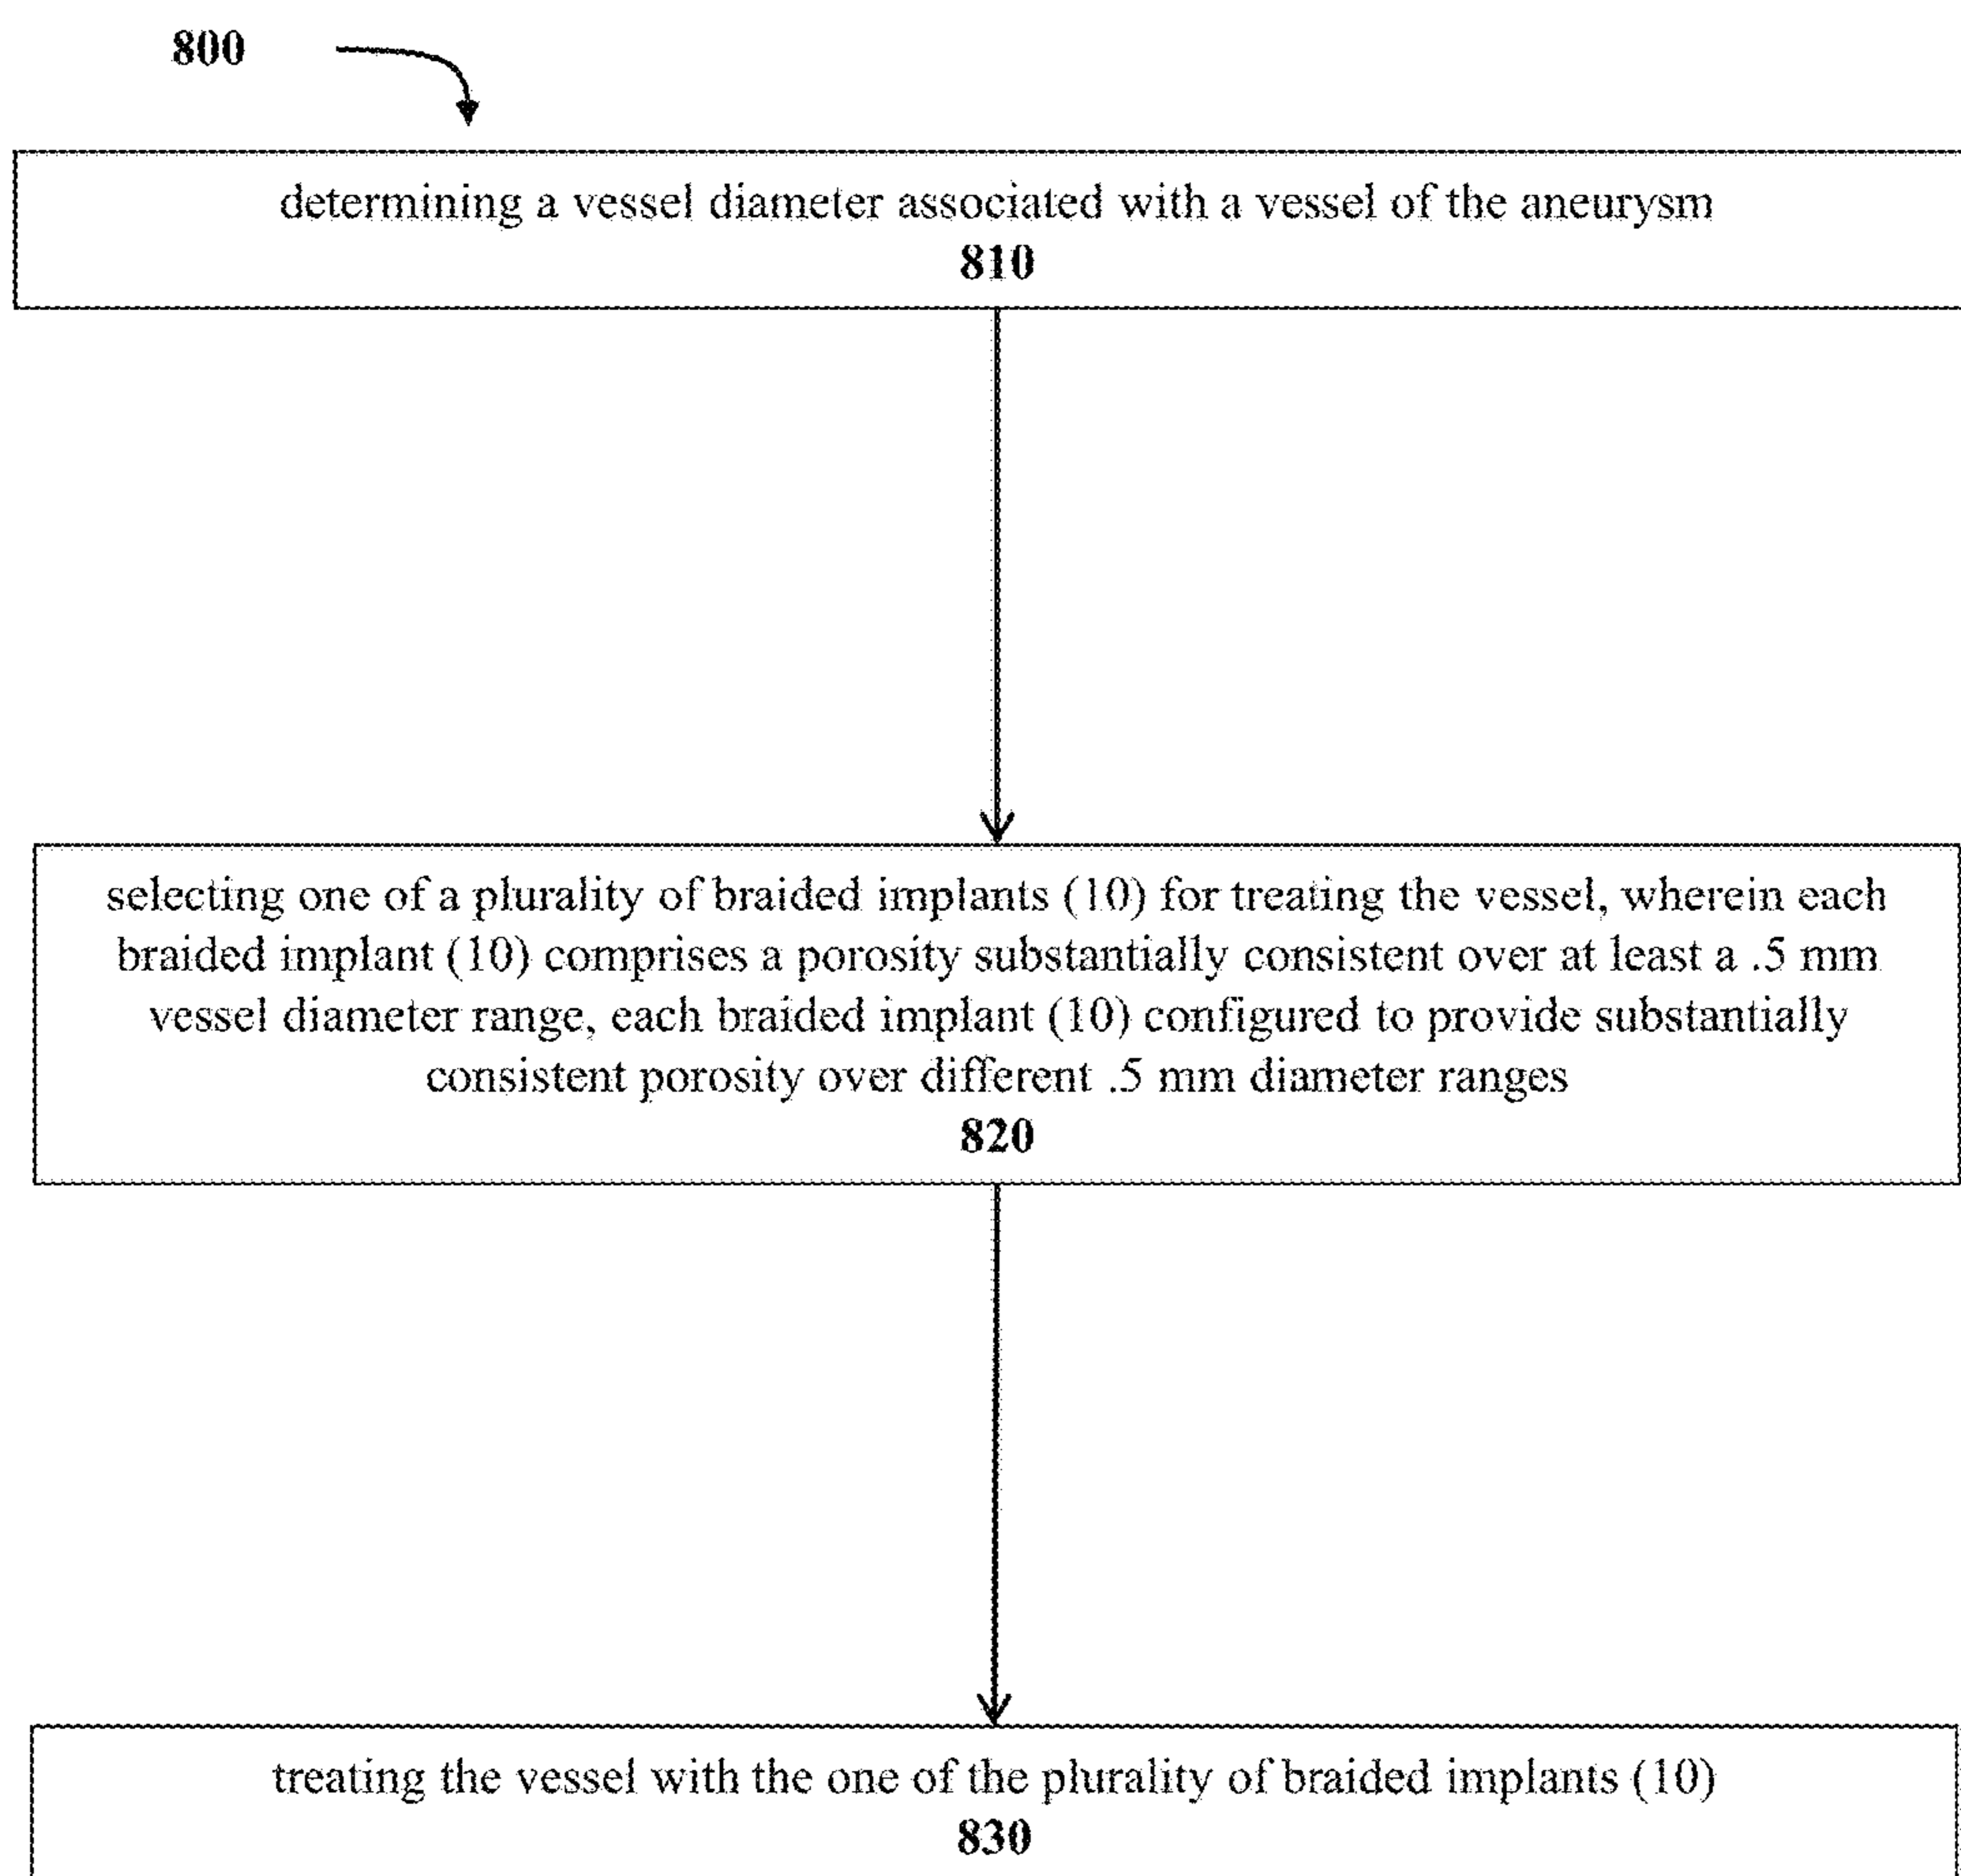 800
determining a vessel diameter associated with a vessel of the aneurysm
810
selecting one of a plurality of braided implants (10) for treating the vessel, wherein each
braided implant (10) comprises a porosity substantially consistent over at least a .5 mm
vessel diameter range, each braided implant (10) configured to provide substantially
consistent porosity over different .5 mm diameter ranges
820
treating the vessel with the one of the plurality of braided implants (10)
830